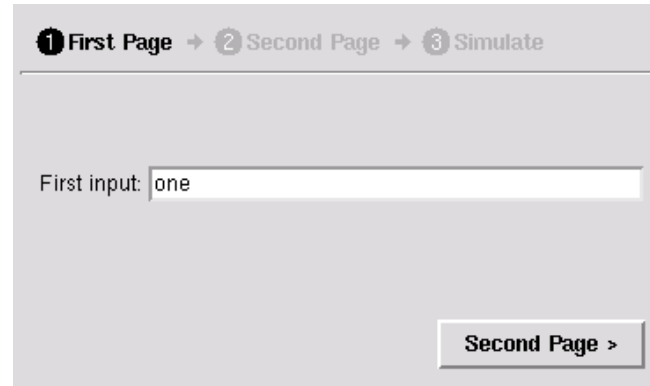 1 First Page → 2 Second Page → 3 Simulate
First input: one
Second Page >